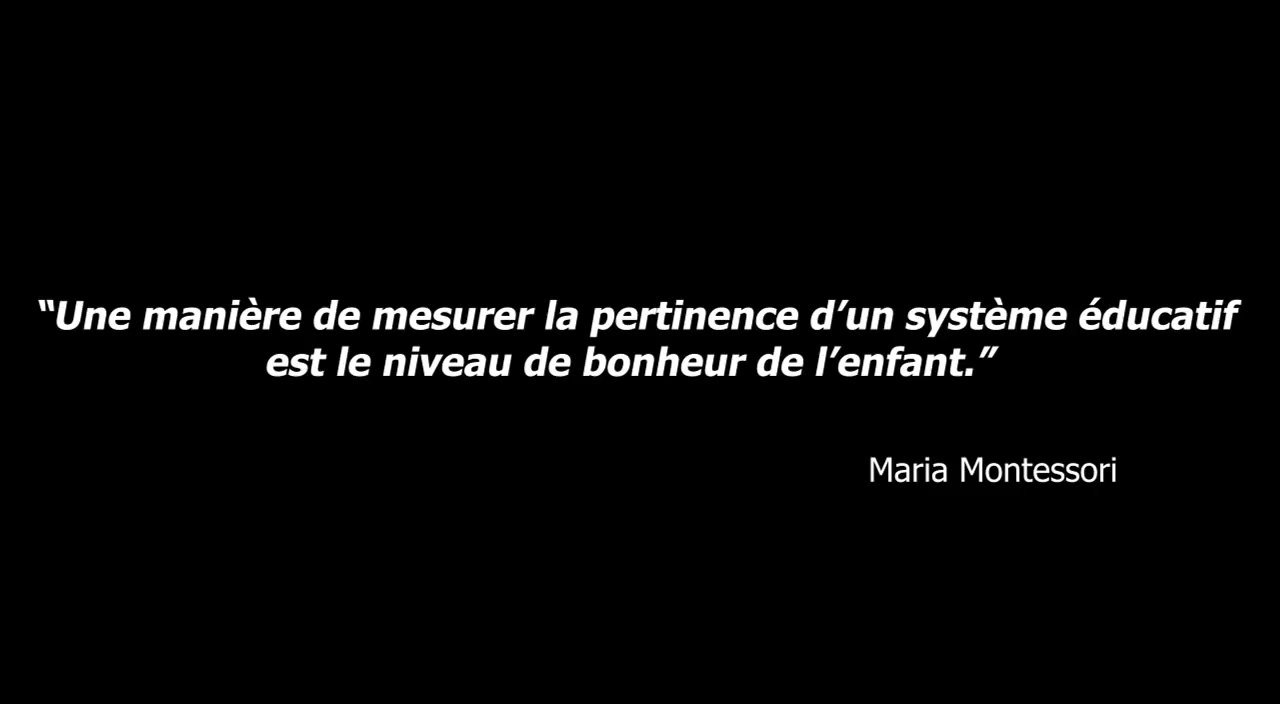 “Une manière de mesurer la pertinence d’un système éducatif
est le niveau de bonheur de l’enfant.”
Maria Montessori